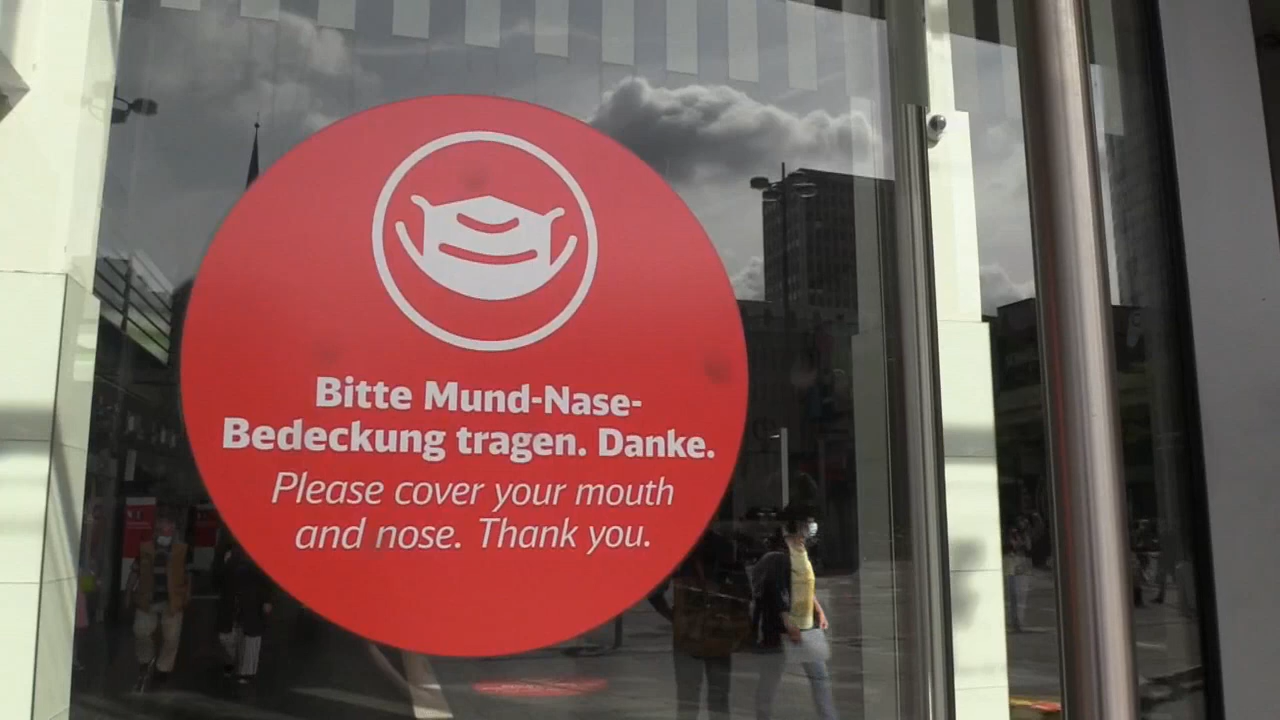 Bitte Mund-Nase-
Bedeckung tragen. Danke.
Please cover your mouth
and nose. Thank you.